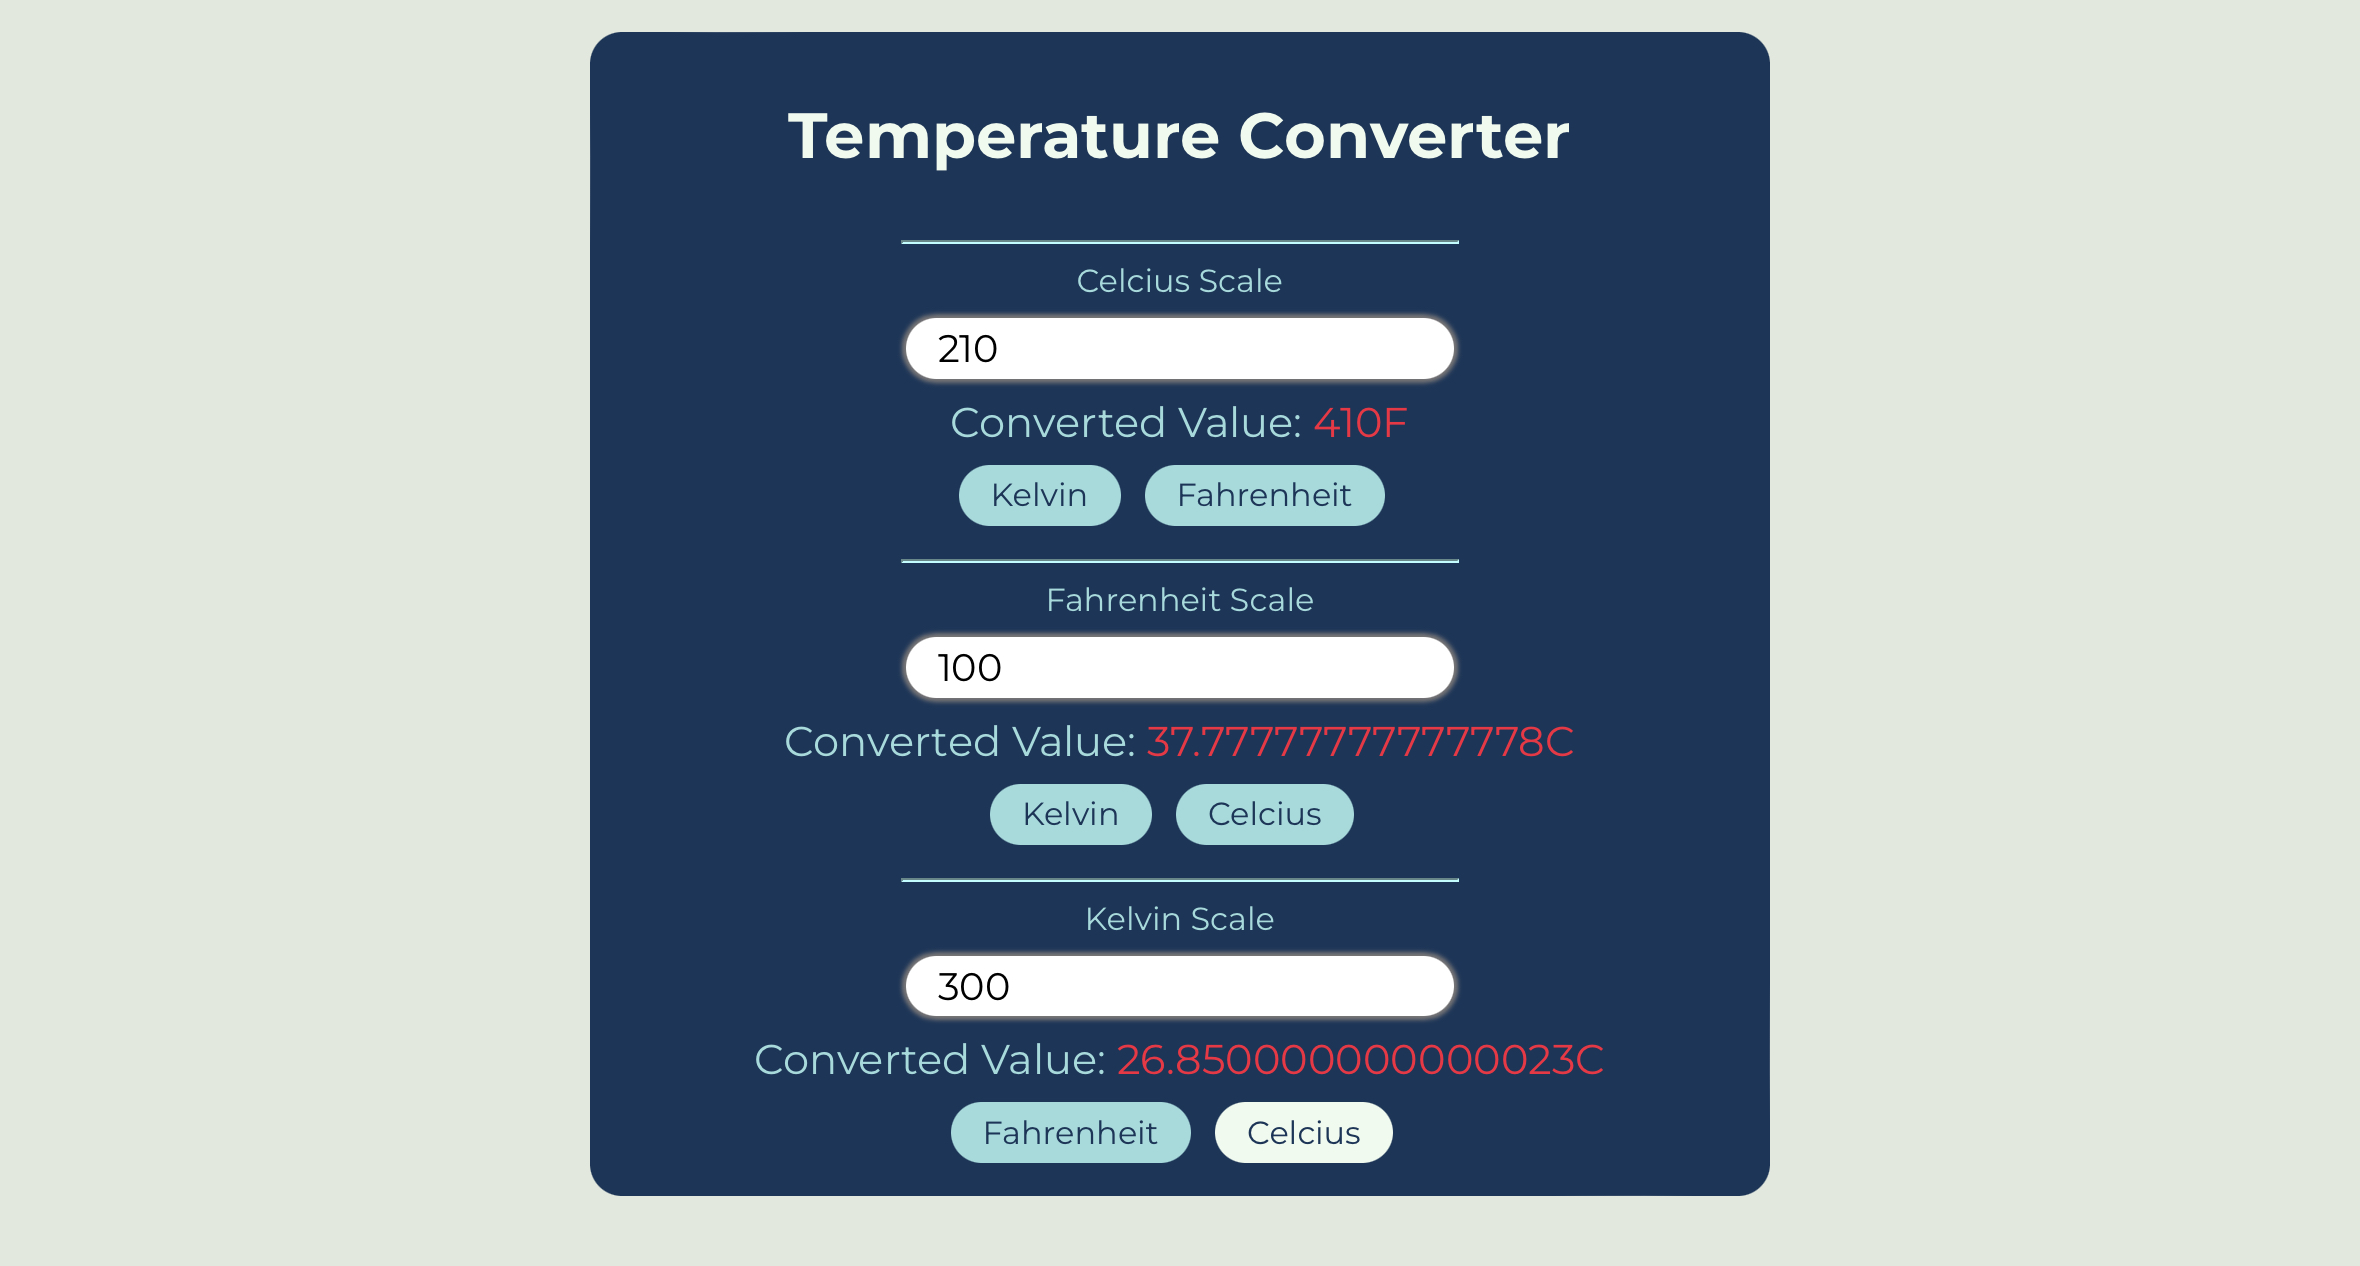 Temperature Converter
Celcius Scale
210
Converted Value: 410F
Kelvin Fahrenheit
Fahrenheit Scale
100
Converted Value: 37.77777777777778C
Kelvin Celcius
Kelvin Scale
300
Converted Value: 26.850000000000023C
Fahrenheit Celcius